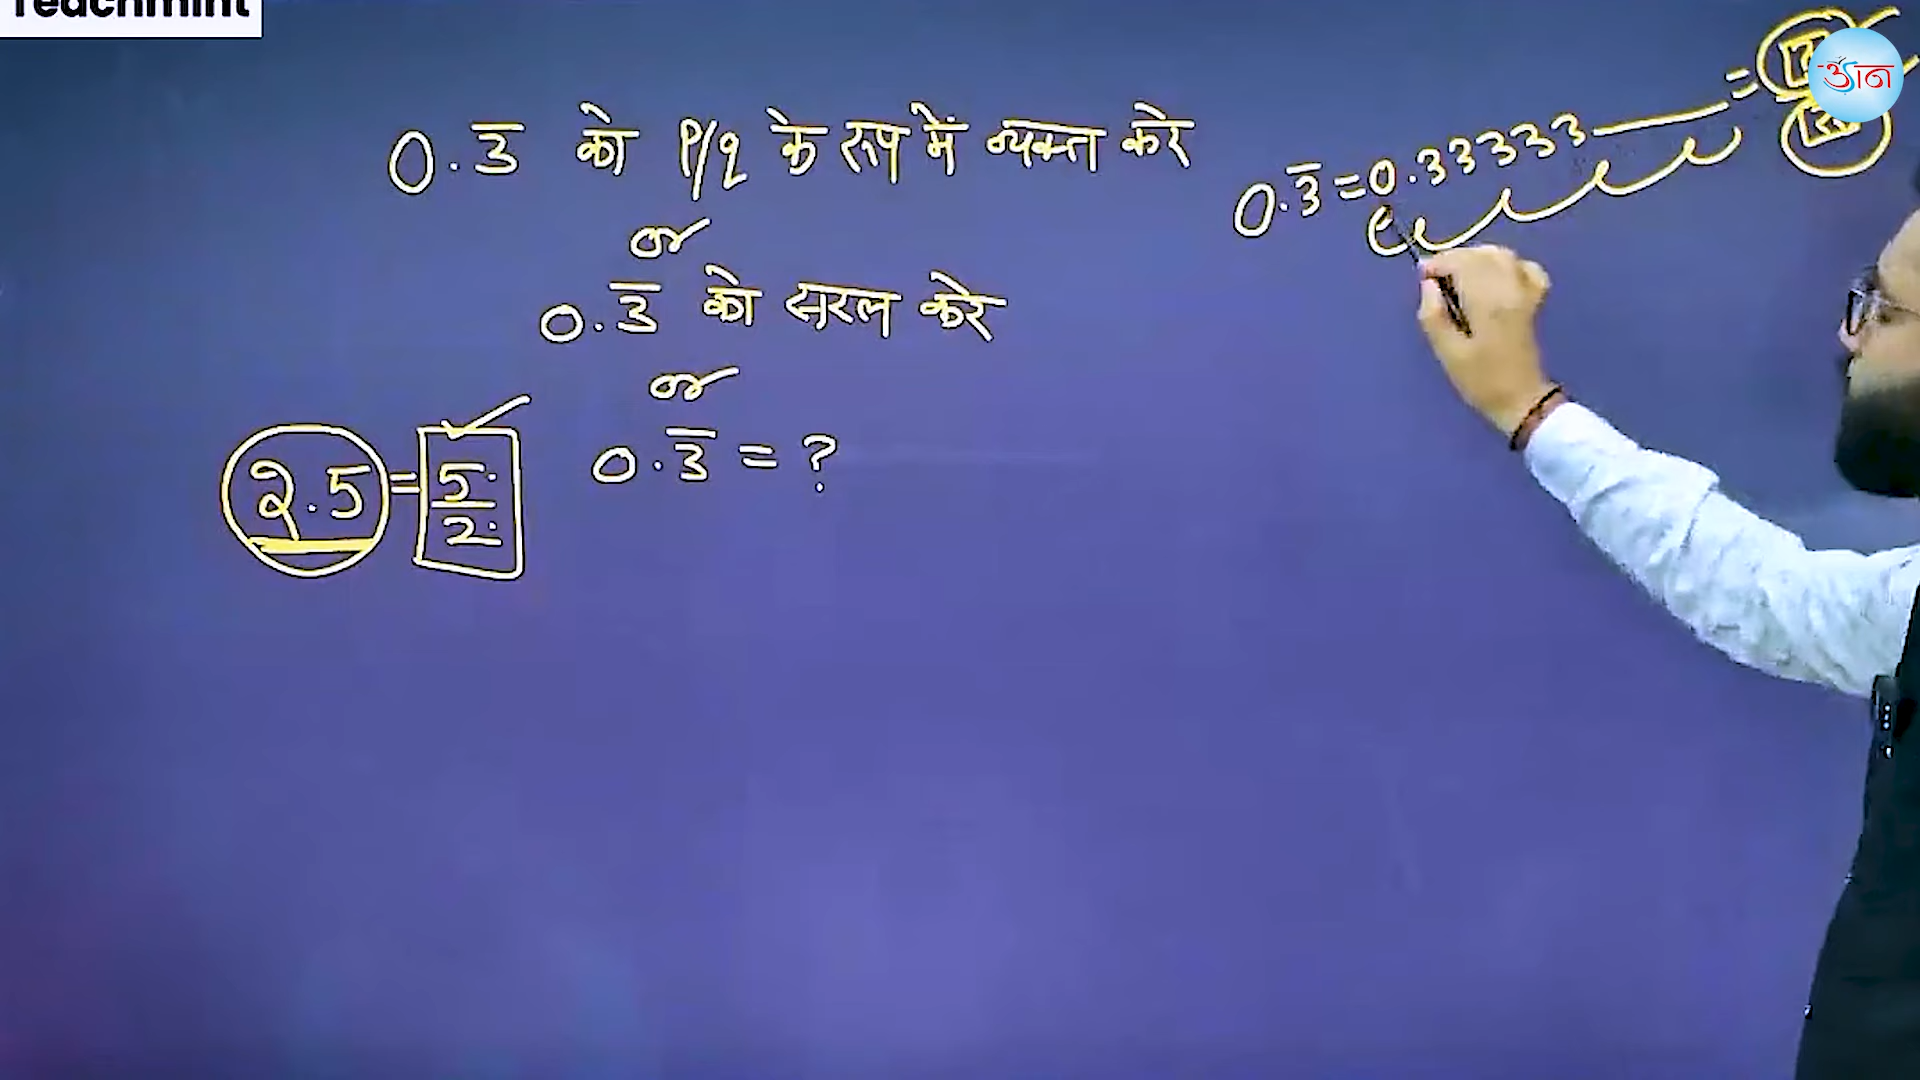 Teachmint
0.3̅ को P/q के रूप में व्यक्त करे
or
0.3̅ को सरल करे
or
0.3̅ = ?
2.5 = 5/2
0.3̅ = 0.33333 —— =
ज्ञान